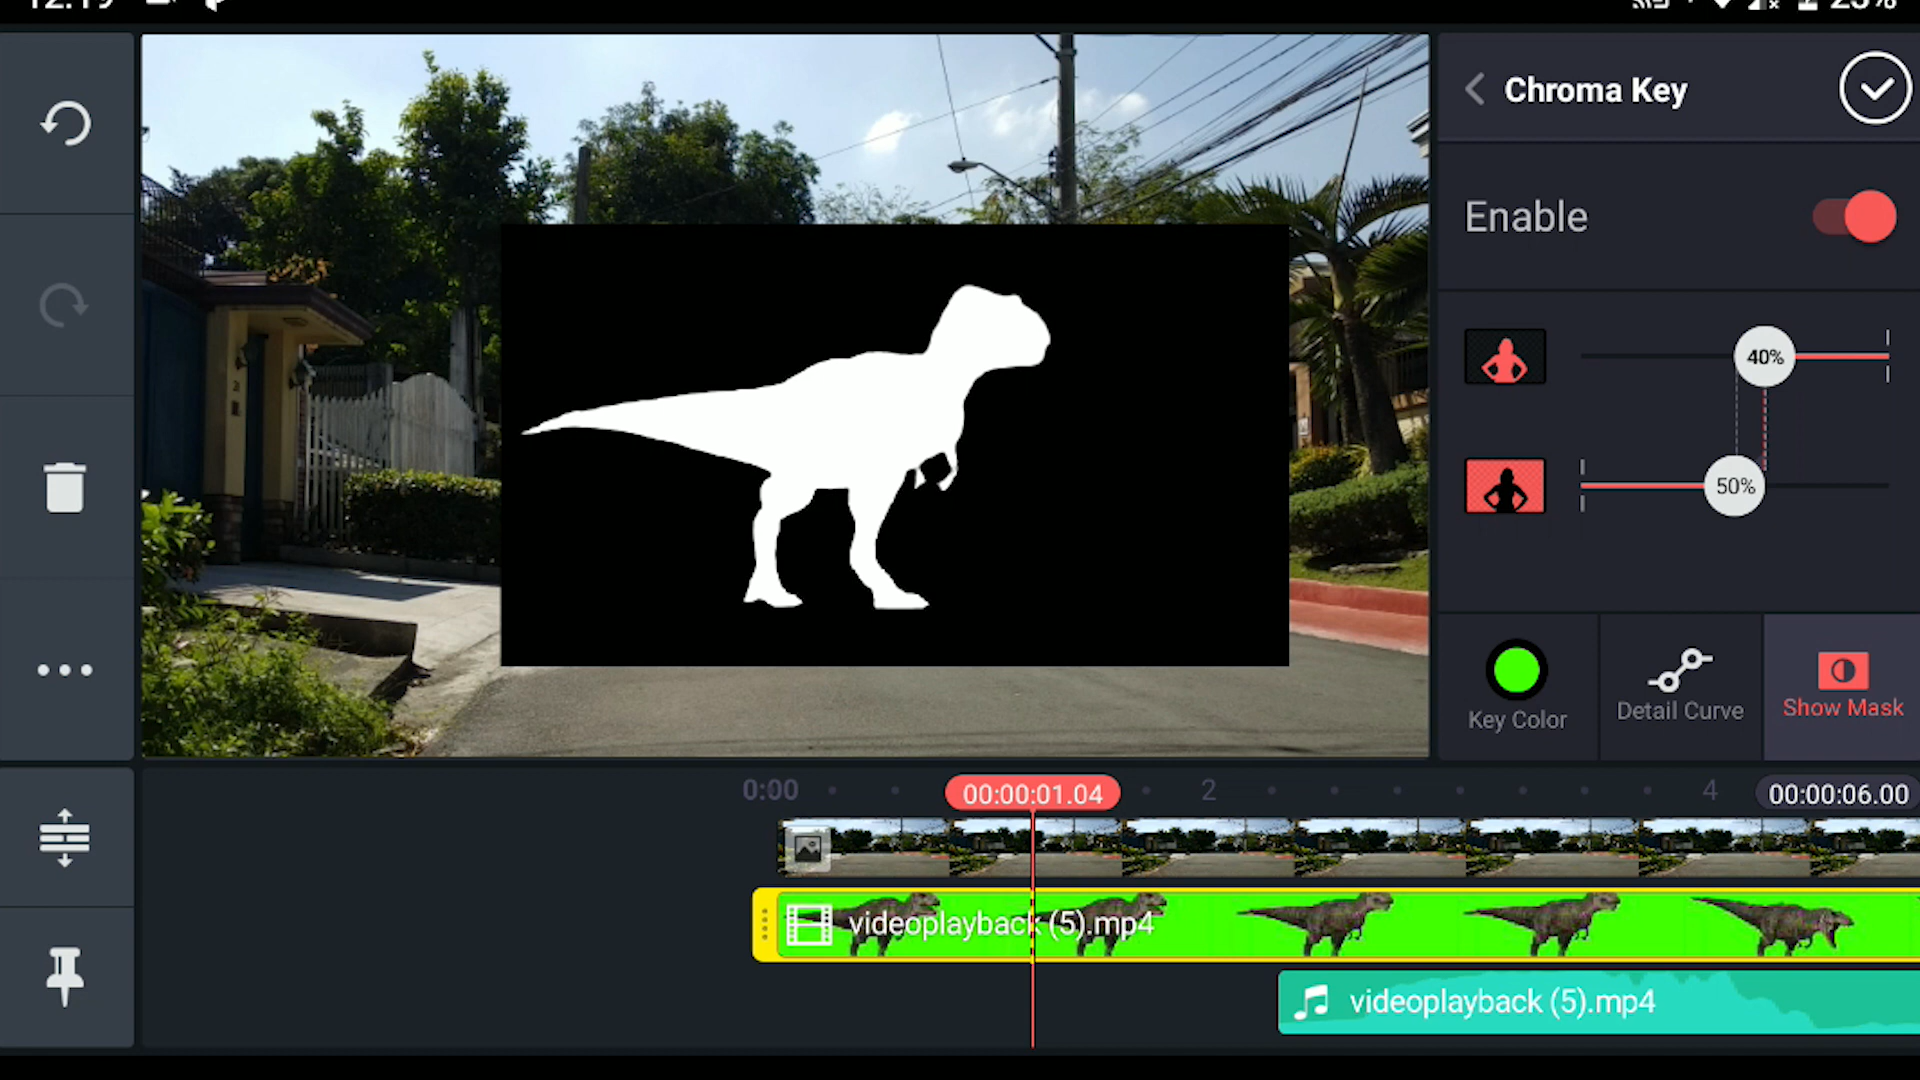 Chroma Key
Enable
40%
50%
Key Color
Detail Curve
Show Mask
0:00
00:00:01.04
2
4
00:00:06.00
videoplayback (5).mp4
videoplayback (5).mp4